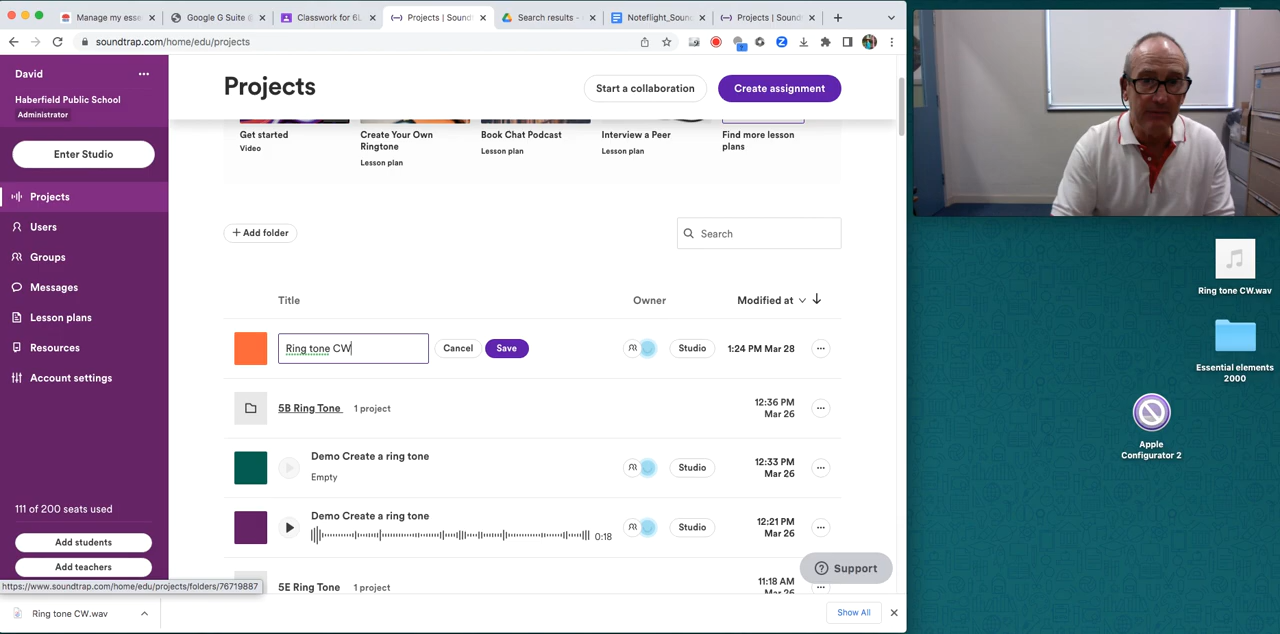 Manage my esse
Google G Suite
Classwork for 6L
Projects | Sound
Search results -
Noteflight_Soun
Projects | Sound
soundtrap.com/home/edu/projects
David
Haberfield Public School
Administrator
Enter Studio
Projects
Users
Groups
Messages
Lesson plans
Resources
Account settings
111 of 200 seats used
Add students
Add teachers
https://www.soundtrap.com/home/edu/projects/folders/76719887
Projects
Start a collaboration
Create assignment
Get started
Video
Create Your Own
Ringtone
Lesson plan
Book Chat Podcast
Lesson plan
Interview a Peer
Lesson plan
Find more lesson
plans
+ Add folder
Search
Title
Owner
Modified at
Ring tone CW
Cancel
Save
Studio
1:24 PM Mar 28
5B Ring Tone
1 project
12:36 PM
Mar 26
Demo Create a ring tone
Empty
Studio
12:33 PM
Mar 26
Demo Create a ring tone
0:18
Studio
12:21 PM
Mar 26
5E Ring Tone
1 project
11:18 AM
Mar 26
Support
Ring tone CW.wav
Show All
Ring tone CW.wav
Essential elements
2000
Apple
Configurator 2